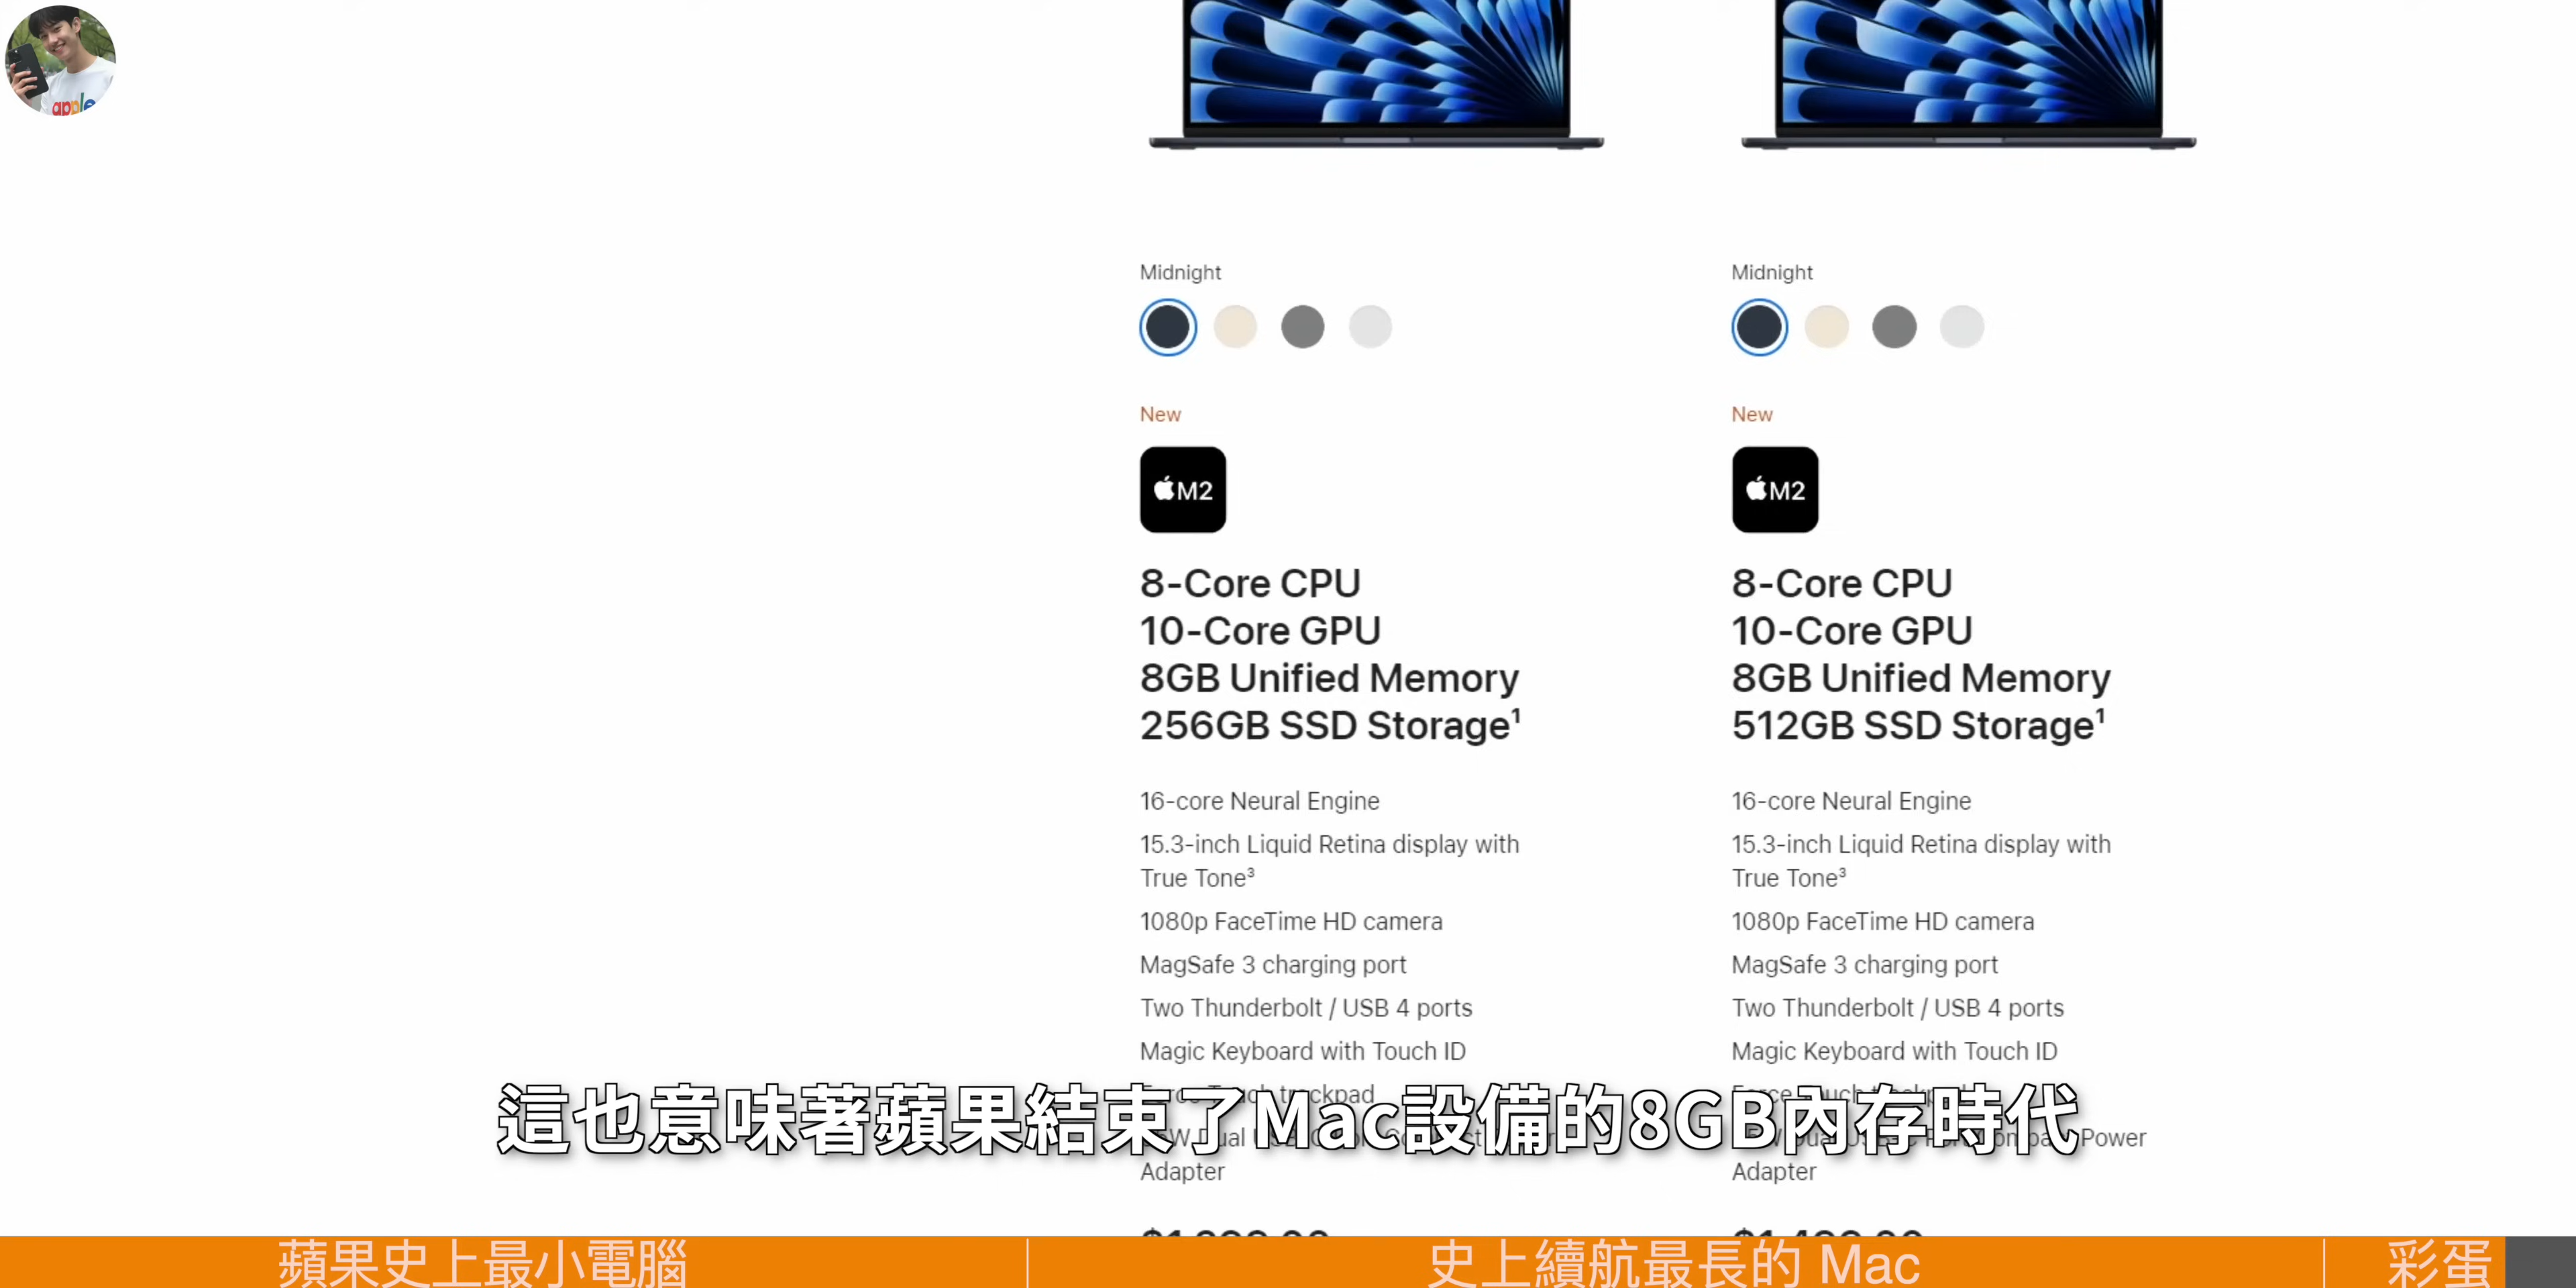 apple
Midnight
New
M2
8-Core CPU
10-Core GPU
8GB Unified Memory
256GB SSD Storage¹
16-core Neural Engine
15.3-inch Liquid Retina display with
True Tone³
1080p FaceTime HD camera
MagSafe 3 charging port
Two Thunderbolt / USB 4 ports
Magic Keyboard with Touch ID
trackpad
Adapter
Midnight
New
M2
8-Core CPU
10-Core GPU
8GB Unified Memory
512GB SSD Storage¹
16-core Neural Engine
15.3-inch Liquid Retina display with
True Tone³
1080p FaceTime HD camera
MagSafe 3 charging port
Two Thunderbolt / USB 4 ports
Magic Keyboard with Touch ID
Power
Adapter
這也意味著蘋果結束了Mac設備的8GB內存時代
蘋果史上最小電腦
史上續航最長的 Mac
彩蛋